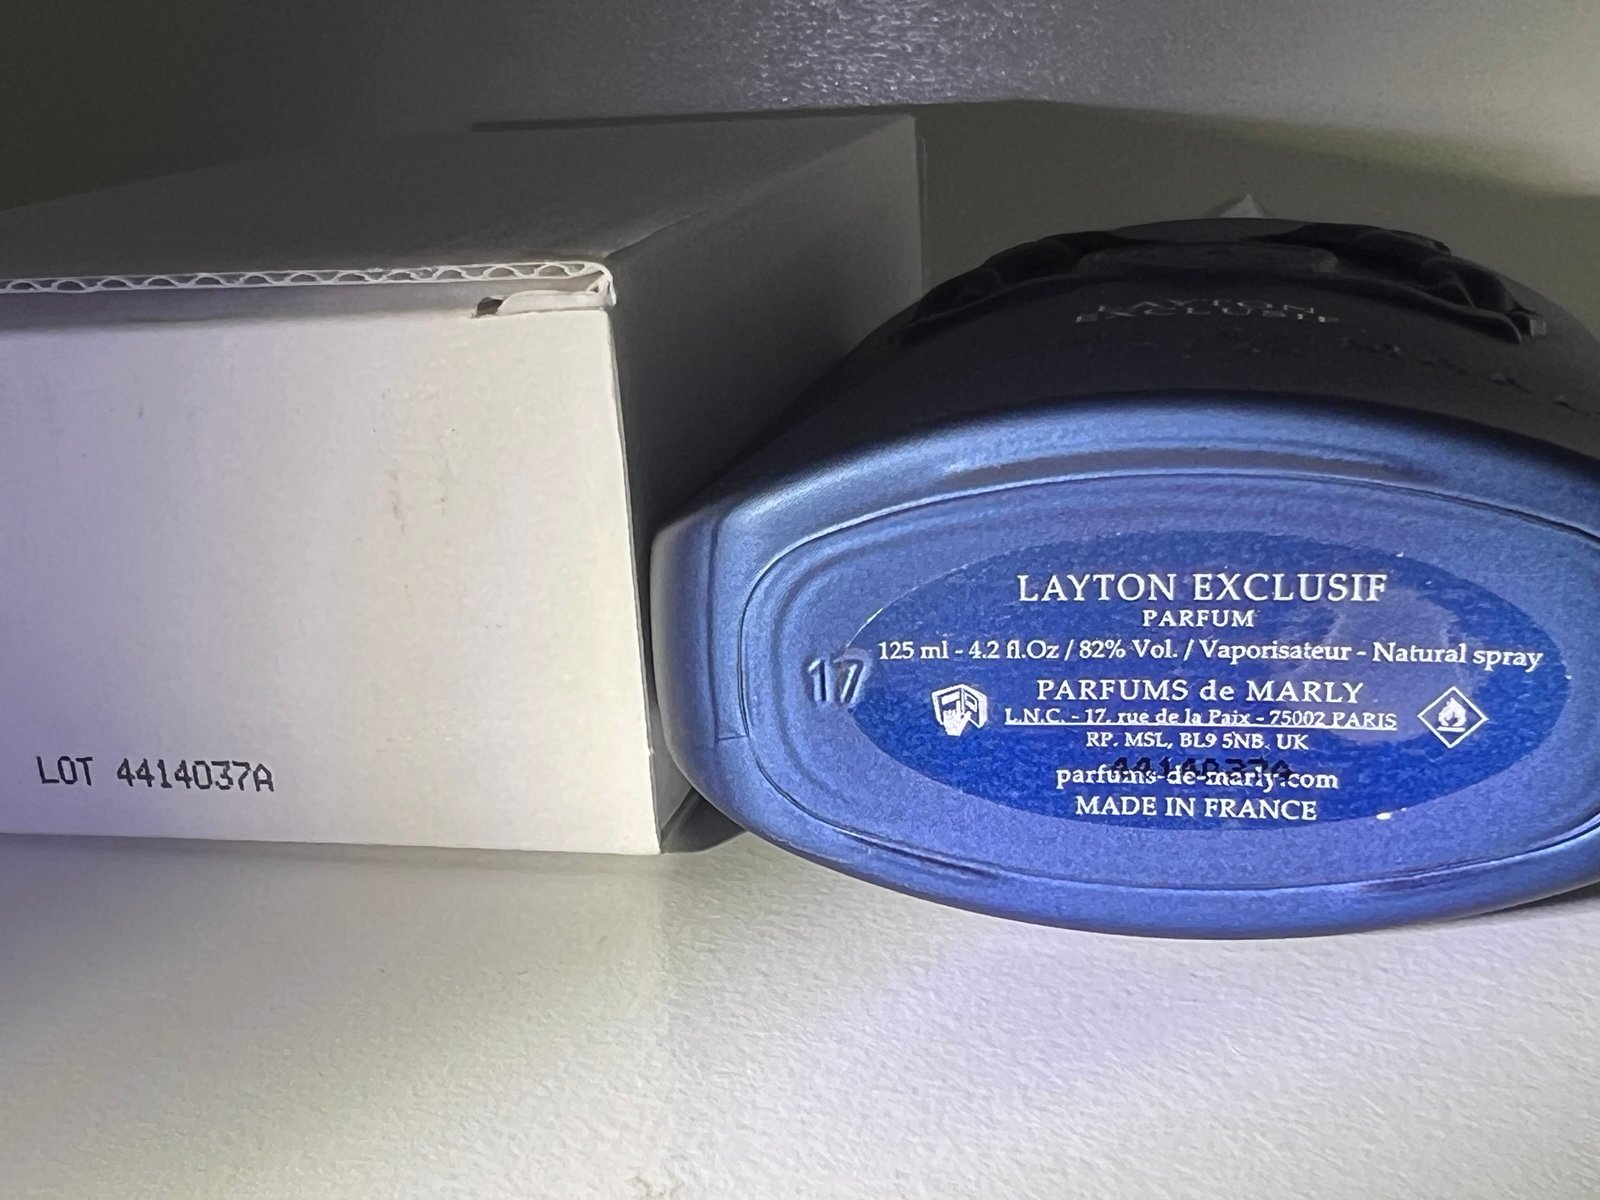 LAYTON
EXCLUSIF
LOT 4414037A
17
LAYTON EXCLUSIF
PARFUM
125 ml - 4.2 fl.Oz / 82% Vol. / Vaporisateur - Natural spray
PARFUMS de MARLY
L.N.C. - 17, rue de la Paix - 75002 PARIS
RP. MSL, BL9 5NB. UK
4414037A
parfums-de-marly.com
MADE IN FRANCE